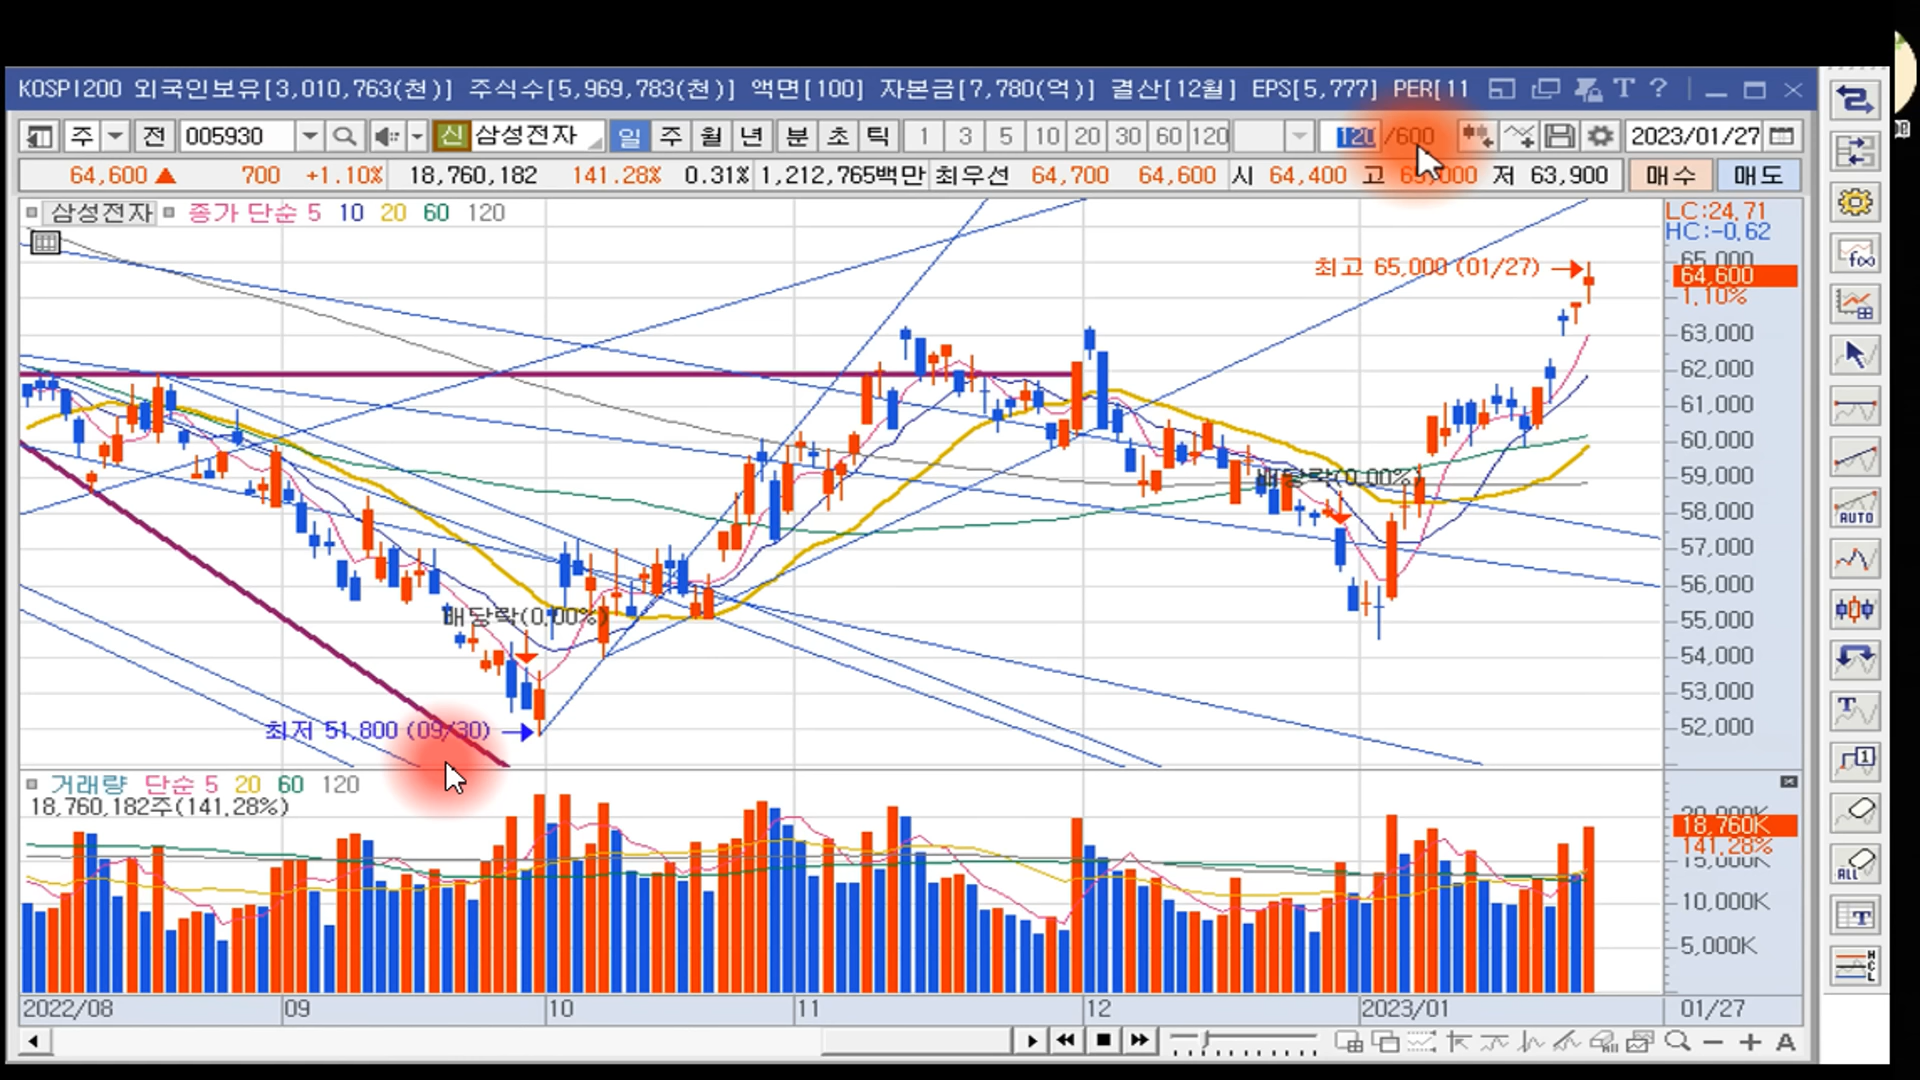 KOSPI200 외국인보유[3,010,763(천)] 주식수[5,969,783(천)] 액면[100] 자본금[7,780(억)] 결산[12월] EPS[5,777] PER[11
주 전 005930 신 삼성전자 일 주 월 년 분 초 틱 1 3 5 10 20 30 60 120 120 /600 2023/01/27
64,600 ▲ 700 +1.10% 18,760,182 141.28% 0.31% 1,212,765백만 최우선 64,700 64,600 시 64,400 고 65,000 저 63,900 매수 매도
삼성전자 종가 단순 5 10 20 60 120
LC:24.71
HC:-0.62
최고 65,000 (01/27)
65,000
64,600
1.10%
63,000
62,000
61,000
60,000
배당락(0.00%)
59,000
58,000
57,000
56,000
배당락(0.00%)
55,000
54,000
53,000
최저 51,800 (09/30)
52,000
거래량 단순 5 20 60 120
18,760,182주(141.28%)
20,000K
18,760K
141.28%
15,000K
10,000K
5,000K
2022/08 09 10 11 12 2023/01 01/27
AUTO
ALL
A